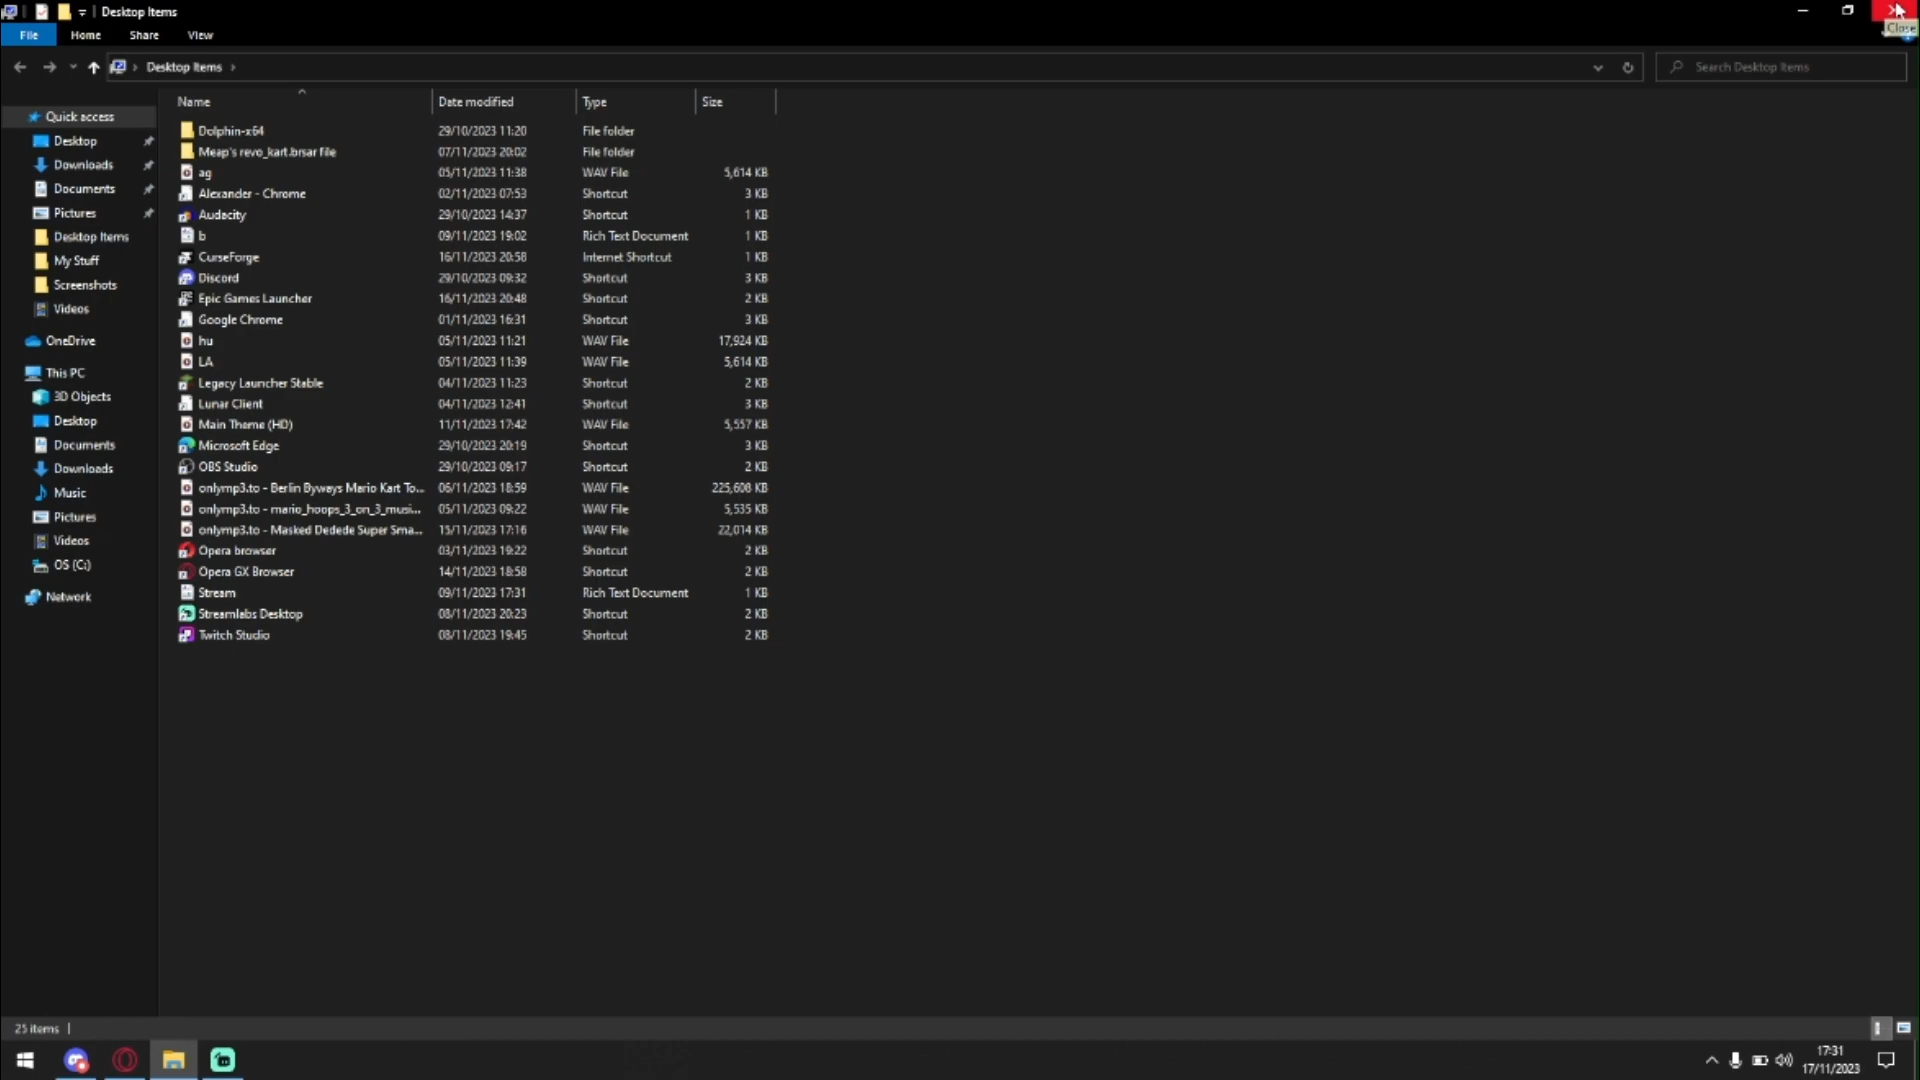 Desktop Items
Close
File Home Share View
Desktop Items
Search Desktop Items
Name Date modified Type Size
Quick access
Desktop
Downloads
Documents
Pictures
Desktop Items
My Stuff
Screenshots
Videos
OneDrive
This PC
3D Objects
Desktop
Documents
Downloads
Music
Pictures
Videos
OS (C:)
Network
Dolphin-x64 29/10/2023 11:20 File folder
Meap's revo_kart.brsar file 07/11/2023 20:02 File folder
ag 05/11/2023 11:38 WAV File 5,614 KB
Alexander - Chrome 02/11/2023 07:53 Shortcut 3 KB
Audacity 29/10/2023 14:37 Shortcut 1 KB
b 09/11/2023 19:02 Rich Text Document 1 KB
CurseForge 16/11/2023 20:58 Internet Shortcut 1 KB
Discord 29/10/2023 09:32 Shortcut 3 KB
Epic Games Launcher 16/11/2023 20:48 Shortcut 2 KB
Google Chrome 01/11/2023 16:31 Shortcut 3 KB
hu 05/11/2023 11:21 WAV File 17,924 KB
LA 05/11/2023 11:39 WAV File 5,614 KB
Legacy Launcher Stable 04/11/2023 11:23 Shortcut 2 KB
Lunar Client 04/11/2023 12:41 Shortcut 3 KB
Main Theme (HD) 11/11/2023 17:42 WAV File 5,557 KB
Microsoft Edge 29/10/2023 20:19 Shortcut 3 KB
OBS Studio 29/10/2023 09:17 Shortcut 2 KB
onlymp3.to - Berlin Byways Mario Kart To... 06/11/2023 18:59 WAV File 225,608 KB
onlymp3.to - mario_hoops_3_on_3_musi... 05/11/2023 09:22 WAV File 5,535 KB
onlymp3.to - Masked Dedede Super Sma... 15/11/2023 17:16 WAV File 22,014 KB
Opera browser 03/11/2023 19:22 Shortcut 2 KB
Opera GX Browser 14/11/2023 18:58 Shortcut 2 KB
Stream 09/11/2023 17:31 Rich Text Document 1 KB
Streamlabs Desktop 08/11/2023 20:23 Shortcut 2 KB
Twitch Studio 08/11/2023 19:45 Shortcut 2 KB
25 items
17:31
17/11/2023